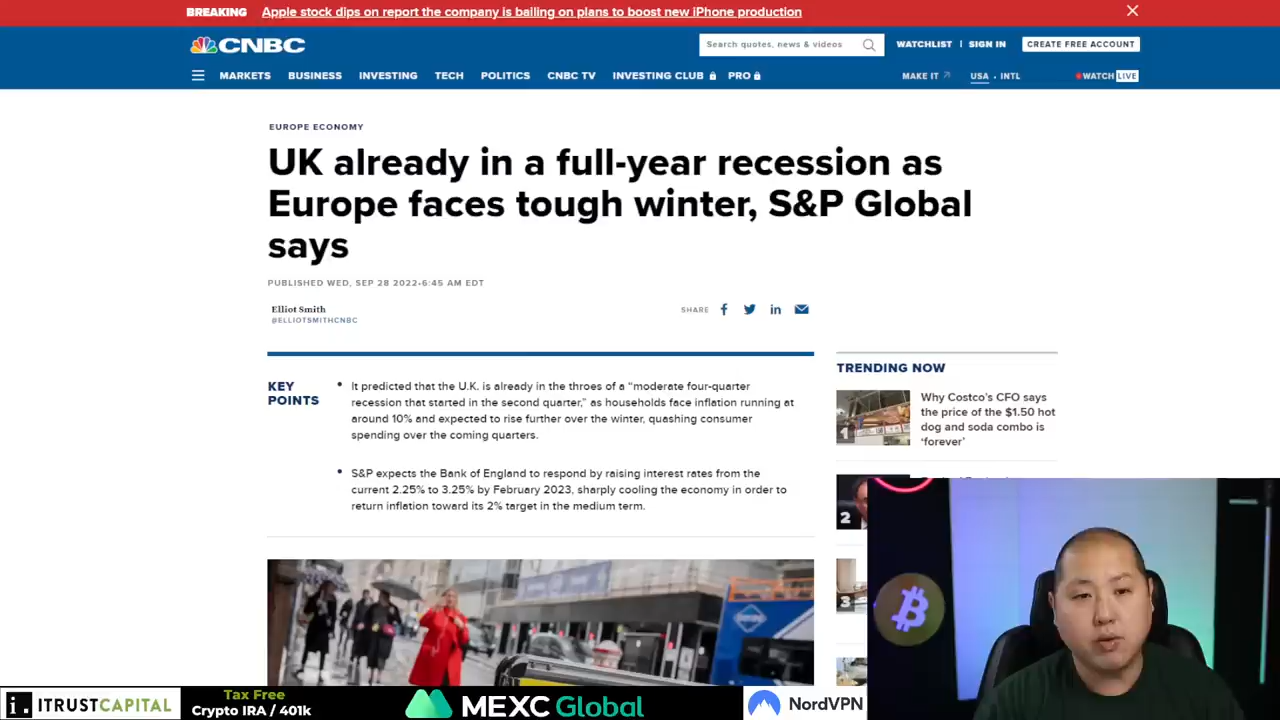 BREAKING Apple stock dips on report the company is bailing on plans to boost new iPhone production
CNBC
Search quotes, news & videos
WATCHLIST | SIGN IN
CREATE FREE ACCOUNT
MARKETS BUSINESS INVESTING TECH POLITICS CNBC TV INVESTING CLUB PRO
MAKE IT USA • INTL
WATCH LIVE
EUROPE ECONOMY
UK already in a full-year recession as
Europe faces tough winter, S&P Global
says
PUBLISHED WED, SEP 28 2022•6:45 AM EDT
Elliot Smith
@ELLIOTSMITHCNBC
SHARE
KEY
POINTS
• It predicted that the U.K. is already in the throes of a “moderate four-quarter
recession that started in the second quarter,” as households face inflation running at
around 10% and expected to rise further over the winter, quashing consumer
spending over the coming quarters.
• S&P expects the Bank of England to respond by raising interest rates from the
current 2.25% to 3.25% by February 2023, sharply cooling the economy in order to
return inflation toward its 2% target in the medium term.
TRENDING NOW
1
Why Costco’s CFO says
the price of the $1.50 hot
dog and soda combo is
‘forever’
2
3
i. ITRUSTCAPITAL
Tax Free
Crypto IRA / 401k
MEXC Global
NordVPN